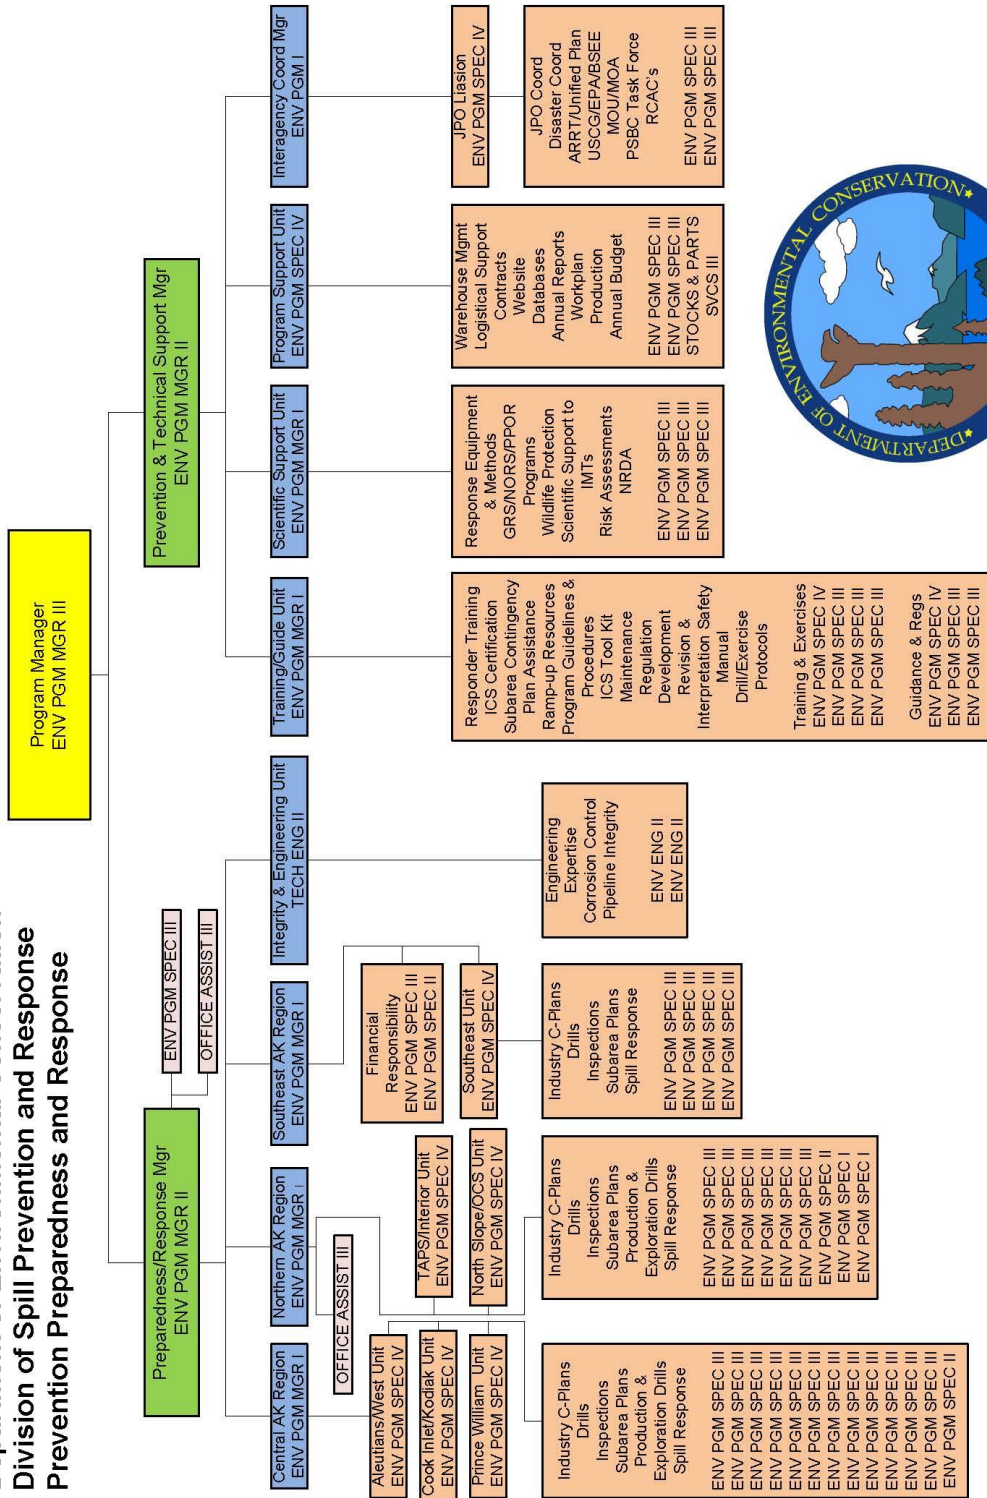 Division of Spill Prevention and Response
Prevention Preparedness and Response
Program Manager
ENV PGM MGR III
Preparedness/Response Mgr
ENV PGM MGR II
ENV PGM SPEC III
OFFICE ASSIST III
Prevention & Technical Support Mgr
ENV PGM MGR II
Central AK Region
ENV PGM MGR I
Northern AK Region
ENV PGM MGR I
Southeast AK Region
ENV PGM MGR I
Integrity & Engineering Unit
TECH ENG II
Training/Guide Unit
ENV PGM MGR I
Scientific Support Unit
ENV PGM MGR I
Program Support Unit
ENV PGM SPEC IV
Interagency Coord Mgr
ENV PGM I
OFFICE ASSIST III
Aleutians/West Unit
ENV PGM SPEC IV
Cook Inlet/Kodiak Unit
ENV PGM SPEC IV
Prince William Unit
ENV PGM SPEC IV
TAPS/Interior Unit
ENV PGM SPEC IV
North Slope/OCS Unit
ENV PGM SPEC IV
Financial
Responsibility
ENV PGM SPEC III
ENV PGM SPEC II
Southeast Unit
ENV PGM SPEC IV
JPO Liasion
ENV PGM SPEC IV
Industry C-Plans
Drills
Inspections
Subarea Plans
Production &
Exploration Drills
Spill Response
ENV PGM SPEC III
ENV PGM SPEC III
ENV PGM SPEC III
ENV PGM SPEC III
ENV PGM SPEC III
ENV PGM SPEC III
ENV PGM SPEC III
ENV PGM SPEC III
ENV PGM SPEC III
ENV PGM SPEC III
ENV PGM SPEC III
ENV PGM SPEC III
ENV PGM SPEC III
ENV PGM SPEC II
Industry C-Plans
Drills
Inspections
Subarea Plans
Production &
Exploration Drills
Spill Response
ENV PGM SPEC III
ENV PGM SPEC III
ENV PGM SPEC III
ENV PGM SPEC III
ENV PGM SPEC III
ENV PGM SPEC III
ENV PGM SPEC II
ENV PGM SPEC I
ENV PGM SPEC I
Industry C-Plans
Drills
Inspections
Subarea Plans
Spill Response
ENV PGM SPEC III
ENV PGM SPEC III
ENV PGM SPEC III
ENV PGM SPEC III
Engineering
Expertise
Corrosion Control
Pipeline Integrity
ENV ENG II
ENV ENG II
Responder Training
ICS Certification
Subarea Contingency
Plan Assistance
Ramp-up Resources
Program Guidelines &
Procedures
ICS Tool Kit
Maintenance
Regulation
Development
Revision &
Interpretation Safety
Manual
Drill/Exercise
Protocols
Training & Exercises
ENV PGM SPEC IV
ENV PGM SPEC III
ENV PGM SPEC III
ENV PGM SPEC III
Guidance & Regs
ENV PGM SPEC IV
ENV PGM SPEC III
ENV PGM SPEC III
Response Equipment
& Methods
GRS/NORS/PPOR
Programs
Wildlife Protection
Scientific Support to
IMTs
Risk Assessments
NRDA
ENV PGM SPEC III
ENV PGM SPEC III
ENV PGM SPEC III
Warehouse Mgmt
Logistical Support
Contracts
Website
Databases
Annual Reports
Workplan
Production
Annual Budget
ENV PGM SPEC III
ENV PGM SPEC III
STOCKS & PARTS
SVCS III
JPO Coord
Disaster Coord
ARRT/Unified Plan
USCG/EPA/BSEE
MOU/MOA
PSBC Task Force
RCAC's
ENV PGM SPEC III
ENV PGM SPEC III
DEPARTMENT OF ENVIRONMENTAL CONSERVATION